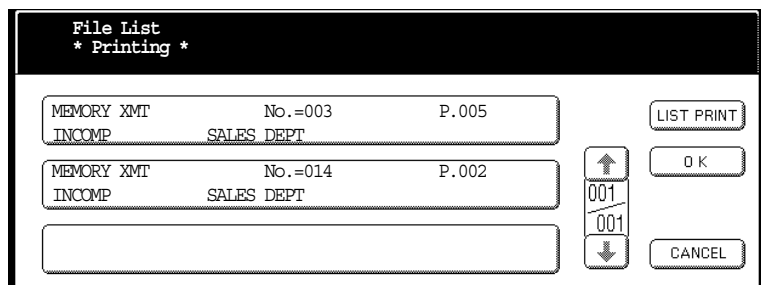 File List
* Printing *
MEMORY XMT No.=003 P.005
INCOMP SALES DEPT
LIST PRINT
MEMORY XMT No.=014 P.002
INCOMP SALES DEPT
OK
001
/001
CANCEL